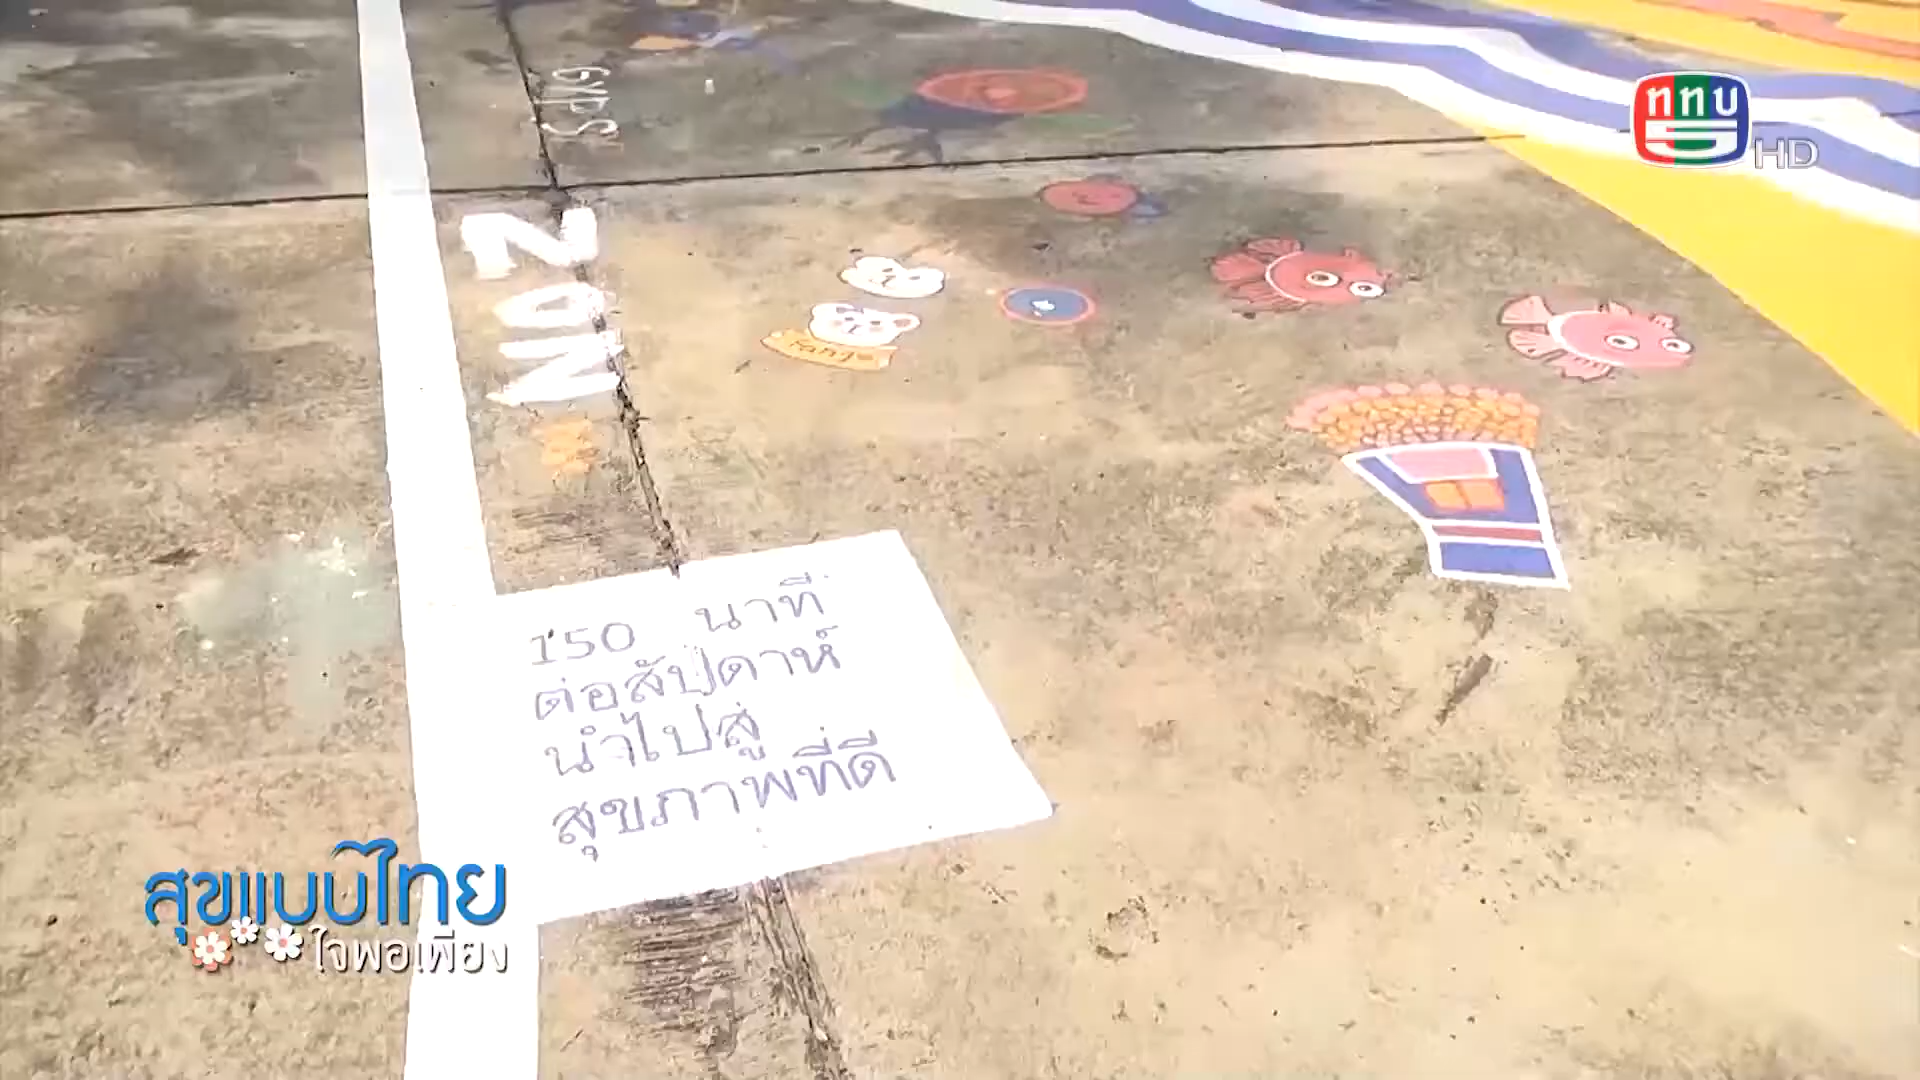 ททบ
5 HD
150 นาที
ต่อสัปดาห์
นำไปสู่
สุขภาพที่ดี
สุขแบบไทย
ใจพอเพียง